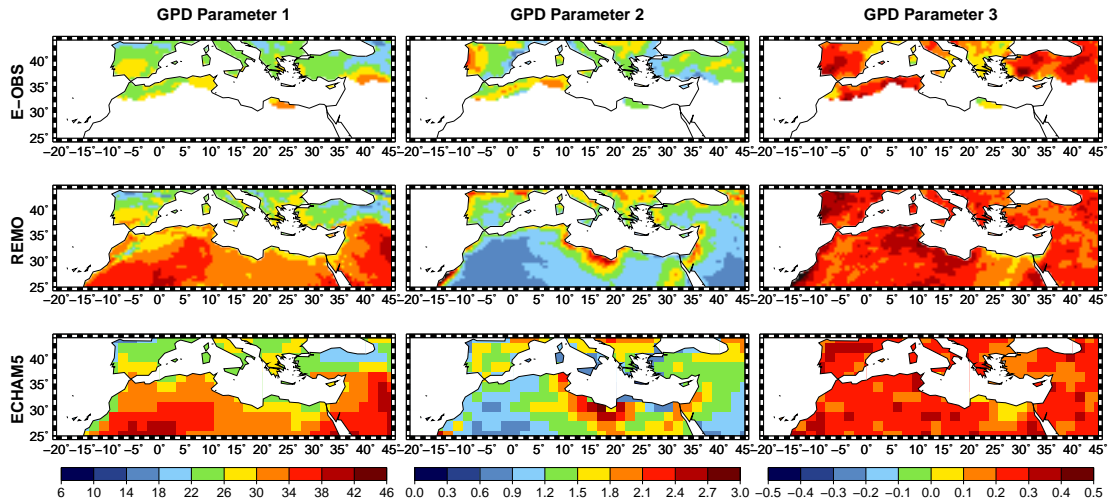 GPD Parameter 1 GPD Parameter 2 GPD Parameter 3
E−OBS
40˚
35˚
30˚
25˚
−20˚−15˚−10˚ −5˚ 0˚ 5˚ 10˚ 15˚ 20˚ 25˚ 30˚ 35˚ 40˚ 45˚
−20˚−15˚−10˚ −5˚ 0˚ 5˚ 10˚ 15˚ 20˚ 25˚ 30˚ 35˚ 40˚ 45˚
−20˚−15˚−10˚ −5˚ 0˚ 5˚ 10˚ 15˚ 20˚ 25˚ 30˚ 35˚ 40˚ 45˚
REMO
40˚
35˚
30˚
25˚
−20˚−15˚−10˚ −5˚ 0˚ 5˚ 10˚ 15˚ 20˚ 25˚ 30˚ 35˚ 40˚ 45˚
−20˚−15˚−10˚ −5˚ 0˚ 5˚ 10˚ 15˚ 20˚ 25˚ 30˚ 35˚ 40˚ 45˚
−20˚−15˚−10˚ −5˚ 0˚ 5˚ 10˚ 15˚ 20˚ 25˚ 30˚ 35˚ 40˚ 45˚
ECHAM5
40˚
35˚
30˚
25˚
−20˚−15˚−10˚ −5˚ 0˚ 5˚ 10˚ 15˚ 20˚ 25˚ 30˚ 35˚ 40˚ 45˚
−20˚−15˚−10˚ −5˚ 0˚ 5˚ 10˚ 15˚ 20˚ 25˚ 30˚ 35˚ 40˚ 45˚
−20˚−15˚−10˚ −5˚ 0˚ 5˚ 10˚ 15˚ 20˚ 25˚ 30˚ 35˚ 40˚ 45˚
6 10 14 18 22 26 30 34 38 42 46
0.0 0.3 0.6 0.9 1.2 1.5 1.8 2.1 2.4 2.7 3.0
−0.5 −0.4 −0.3 −0.2 −0.1 0.0 0.1 0.2 0.3 0.4 0.5